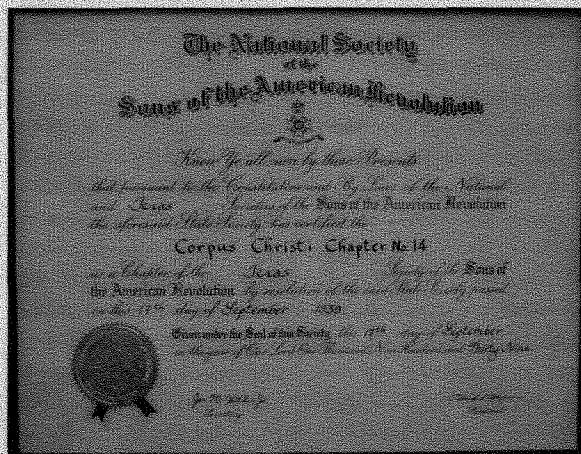 The National Society
of the
Sons of the American Revolution
Know Ye all men by these Presents
that pursuant to the Constitution and By Laws of the National
and Texas Societies of the Sons of the American Revolution
the aforesaid State Society has certified the
Corpus Christi Chapter No 14
as a Chapter of the Texas Society of the Sons of
the American Revolution by resolution of the said State Society passed
on this 19th day of September 1939
Given under the Seal of this Society this 19th day of September
in the year of Our Lord One Thousand Nine Hundred and Thirty Nine